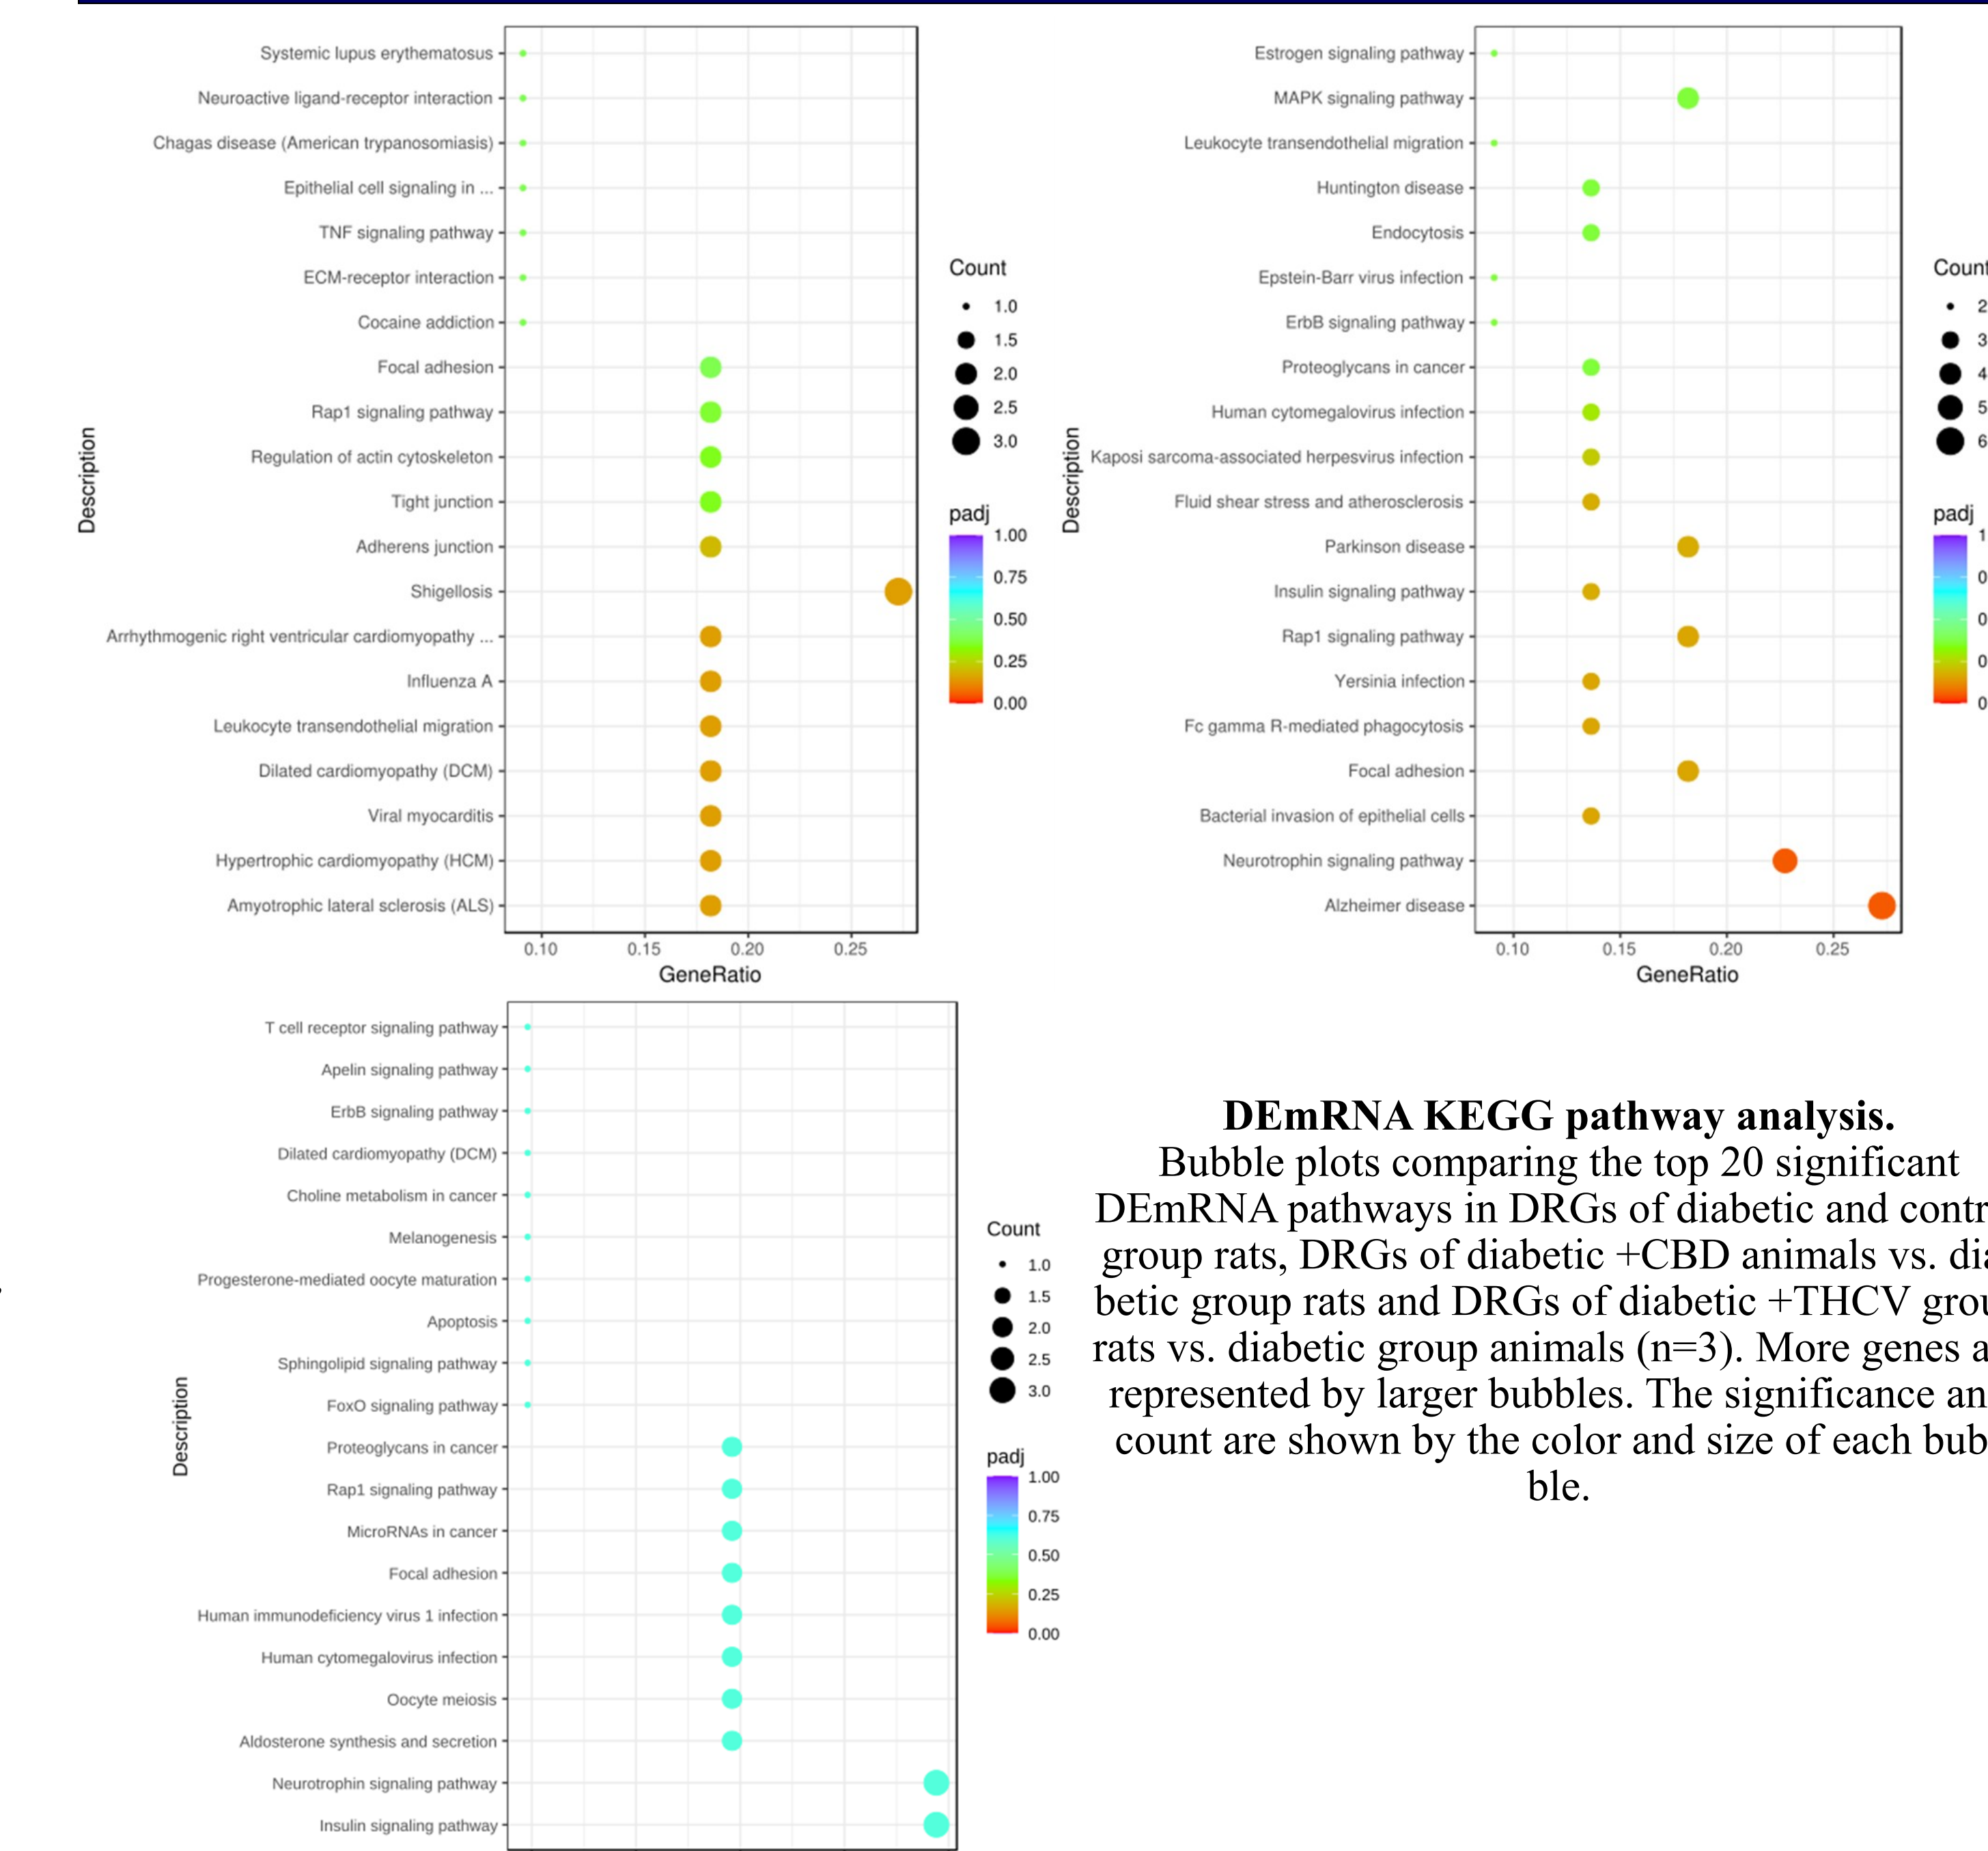 Systemic lupus erythematosus
Neuroactive ligand-receptor interaction
Chagas disease (American trypanosomiasis)
Epithelial cell signaling in ...
TNF signaling pathway
ECM-receptor interaction
Cocaine addiction
Focal adhesion
Rap1 signaling pathway
Regulation of actin cytoskeleton
Tight junction
Adherens junction
Shigellosis
Arrhythmogenic right ventricular cardiomyopathy ...
Influenza A
Leukocyte transendothelial migration
Dilated cardiomyopathy (DCM)
Viral myocarditis
Hypertrophic cardiomyopathy (HCM)
Amyotrophic lateral sclerosis (ALS)
Description
0.10 0.15 0.20 0.25
GeneRatio
Count
1.0
1.5
2.0
2.5
3.0
padj
1.00
0.75
0.50
0.25
0.00
Estrogen signaling pathway
MAPK signaling pathway
Leukocyte transendothelial migration
Huntington disease
Endocytosis
Epstein-Barr virus infection
ErbB signaling pathway
Proteoglycans in cancer
Human cytomegalovirus infection
Kaposi sarcoma-associated herpesvirus infection
Fluid shear stress and atherosclerosis
Parkinson disease
Insulin signaling pathway
Rap1 signaling pathway
Yersinia infection
Fc gamma R-mediated phagocytosis
Focal adhesion
Bacterial invasion of epithelial cells
Neurotrophin signaling pathway
Alzheimer disease
Description
0.10 0.15 0.20 0.25
GeneRatio
Count
2
3
4
5
6
padj
1
0
0
0
0
T cell receptor signaling pathway
Apelin signaling pathway
ErbB signaling pathway
Dilated cardiomyopathy (DCM)
Choline metabolism in cancer
Melanogenesis
Progesterone-mediated oocyte maturation
Apoptosis
Sphingolipid signaling pathway
FoxO signaling pathway
Proteoglycans in cancer
Rap1 signaling pathway
MicroRNAs in cancer
Focal adhesion
Human immunodeficiency virus 1 infection
Human cytomegalovirus infection
Oocyte meiosis
Aldosterone synthesis and secretion
Neurotrophin signaling pathway
Insulin signaling pathway
Description
Count
1.0
1.5
2.0
2.5
3.0
padj
1.00
0.75
0.50
0.25
0.00
DEmRNA KEGG pathway analysis.
Bubble plots comparing the top 20 significant
DEmRNA pathways in DRGs of diabetic and contr
group rats, DRGs of diabetic +CBD animals vs. dia
betic group rats and DRGs of diabetic +THCV grou
rats vs. diabetic group animals (n=3). More genes a
represented by larger bubbles. The significance an
count are shown by the color and size of each bub
ble.